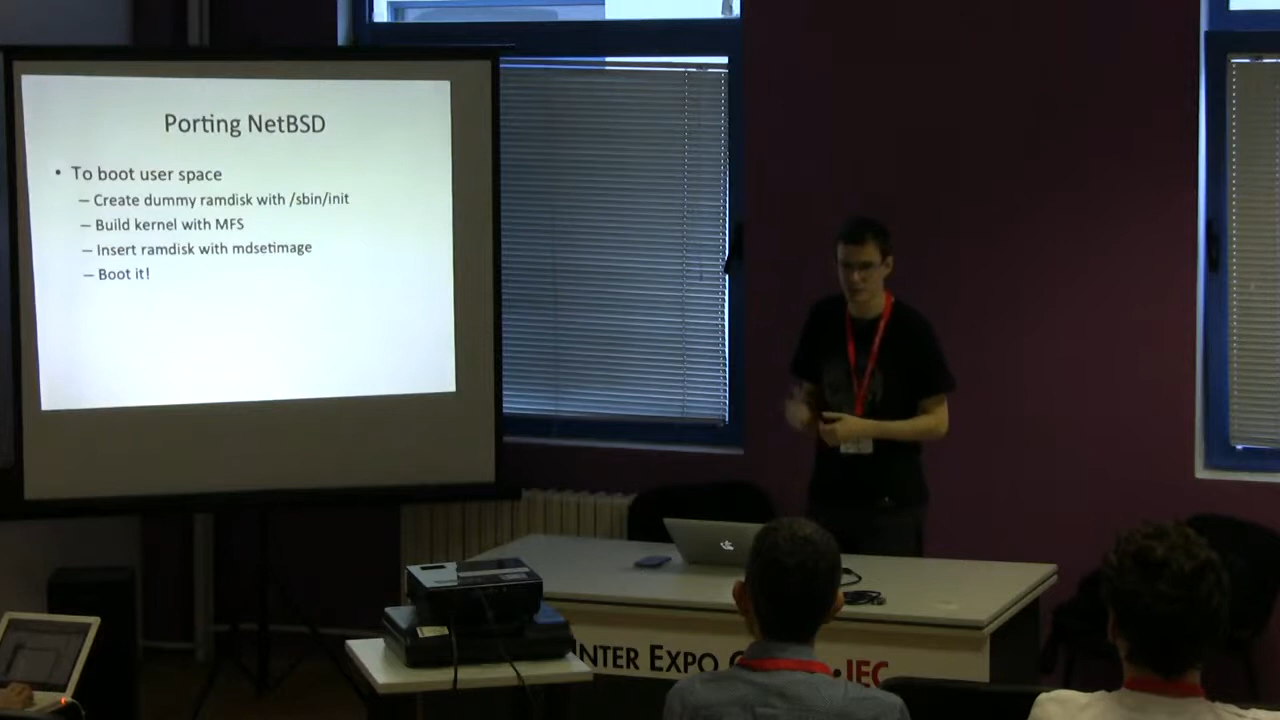 Porting NetBSD
• To boot user space
– Create dummy ramdisk with /sbin/init
– Build kernel with MFS
– Insert ramdisk with mdsetimage
– Boot it!
INTER EXPO
IEC